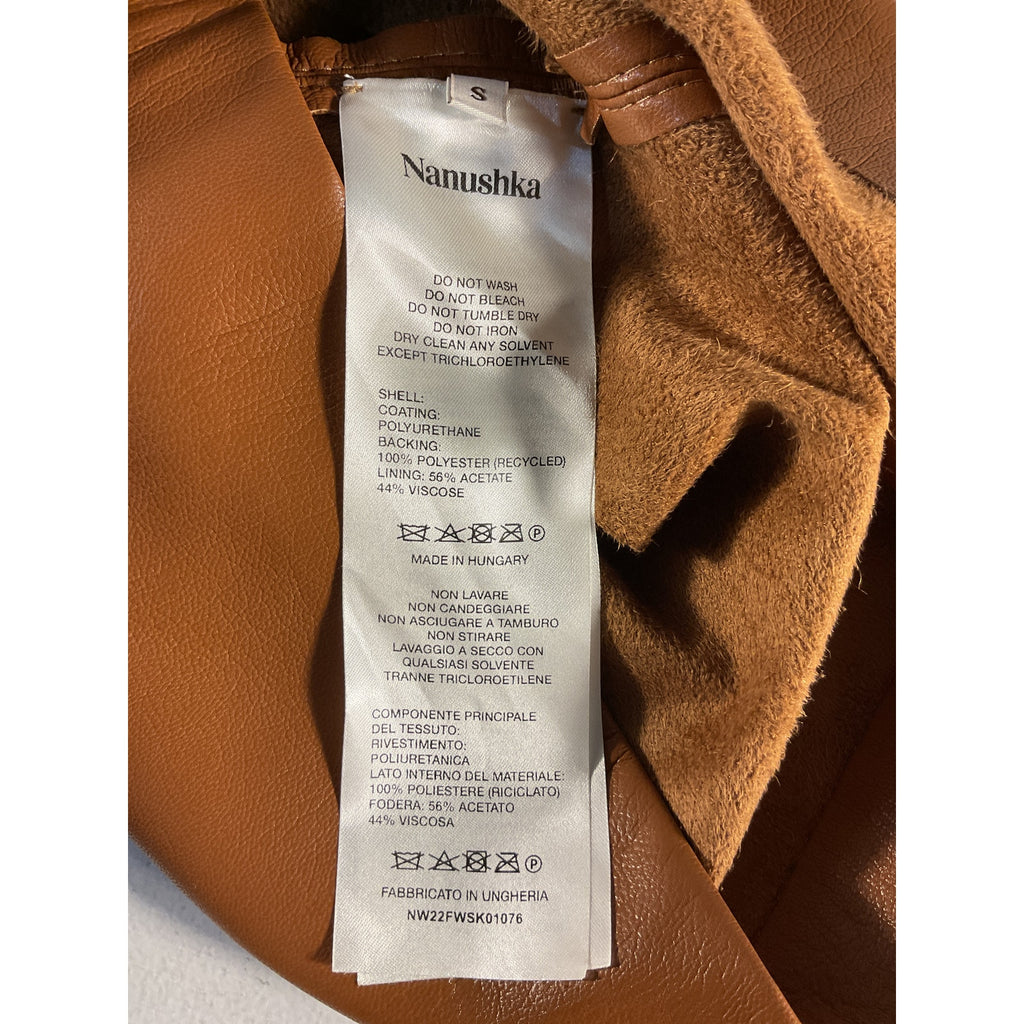 S
Nanushka
DO NOT WASH
DO NOT BLEACH
DO NOT TUMBLE DRY
DO NOT IRON
DRY CLEAN ANY SOLVENT
EXCEPT TRICHLOROETHYLENE
SHELL:
COATING:
POLYURETHANE
BACKING:
100% POLYESTER (RECYCLED)
LINING: 56% ACETATE
44% VISCOSE
P
MADE IN HUNGARY
NON LAVARE
NON CANDEGGIARE
NON ASCIUGARE A TAMBURO
NON STIRARE
LAVAGGIO A SECCO CON
QUALSIASI SOLVENTE
TRANNE TRICLOROETILENE
COMPONENTE PRINCIPALE
DEL TESSUTO:
RIVESTIMENTO:
POLIURETANICA
LATO INTERNO DEL MATERIALE:
100% POLIESTERE (RICICLATO)
FODERA: 56% ACETATO
44% VISCOSA
P
FABBRICATO IN UNGHERIA
NW22FWSK01076